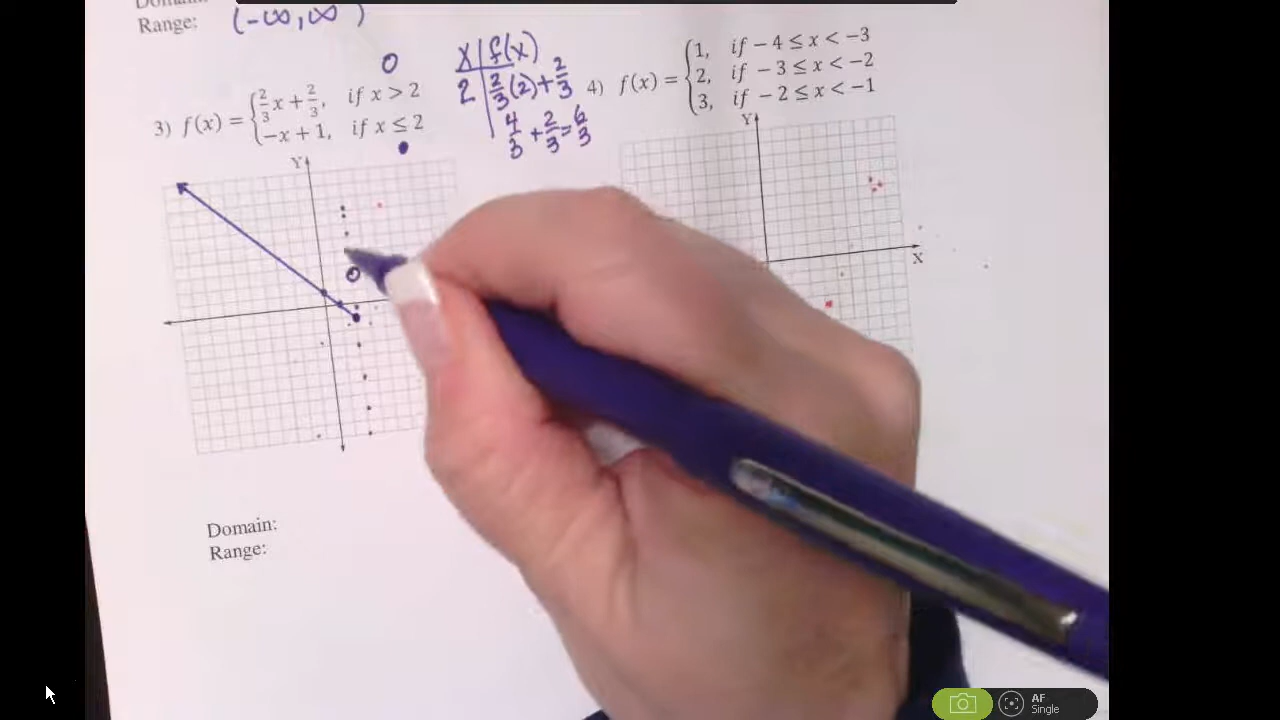 Range: (-∞, ∞)
x | f(x)
2 | 2/3(2) + 2/3
4/3 + 2/3 = 6/3
3) f(x) = { 2/3 x + 2/3, if x > 2
−x + 1, if x ≤ 2
4) f(x) = { 1, if − 4 ≤ x < −3
2, if − 3 ≤ x < −2
3, if − 2 ≤ x < −1
Y
Y
X
Domain:
Range:
AF
Single